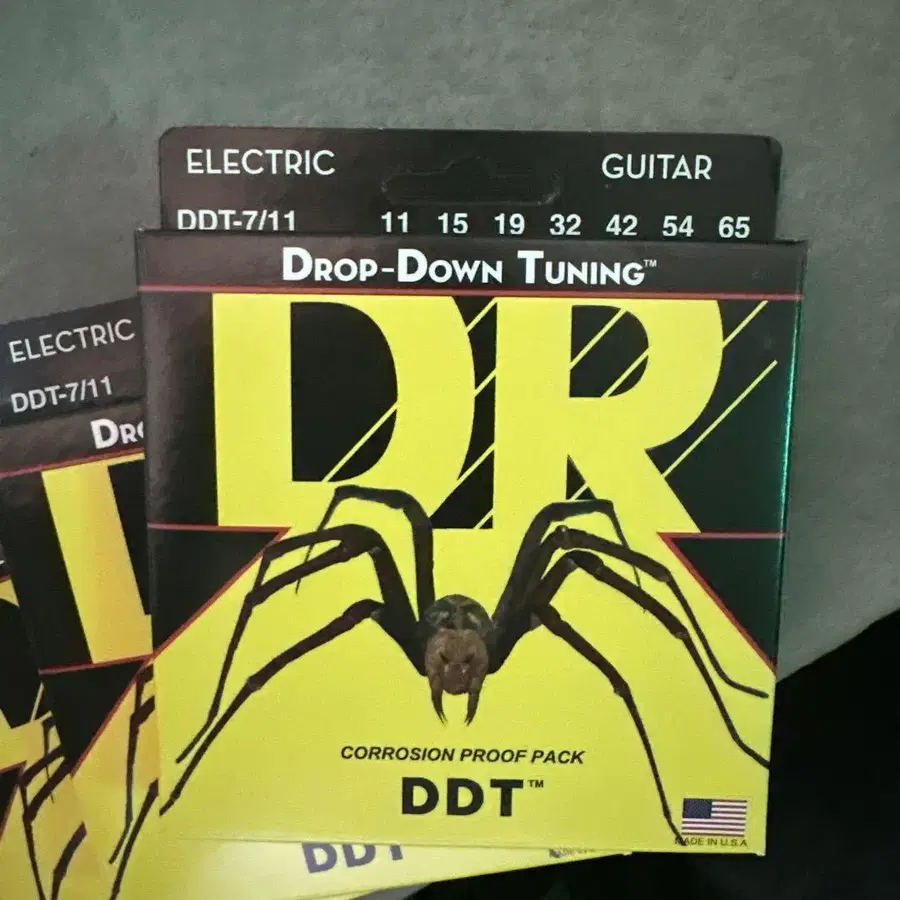 ELECTRIC GUITAR
DDT-7/11 11 15 19 32 42 54 65
DROP-DOWN TUNING™
DR
CORROSION PROOF PACK
DDT™
MADE IN U.S.A
ELECTRIC
DDT-7/11
DRO
DDT